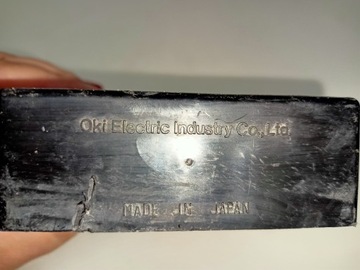 Oki Electric Industry Co., Ltd.
MADE IN JAPAN